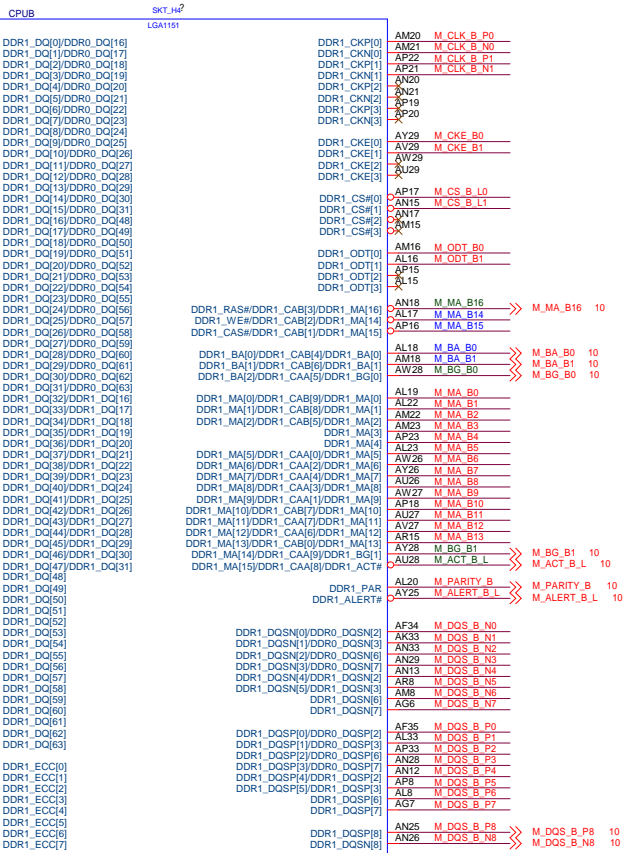 CPUB
SKT_H4?
LGA1151
DDR1_DQ[0]/DDR0_DQ[16]
DDR1_DQ[1]/DDR0_DQ[17]
DDR1_DQ[2]/DDR0_DQ[18]
DDR1_DQ[3]/DDR0_DQ[19]
DDR1_DQ[4]/DDR0_DQ[20]
DDR1_DQ[5]/DDR0_DQ[21]
DDR1_DQ[6]/DDR0_DQ[22]
DDR1_DQ[7]/DDR0_DQ[23]
DDR1_DQ[8]/DDR0_DQ[24]
DDR1_DQ[9]/DDR0_DQ[25]
DDR1_DQ[10]/DDR0_DQ[26]
DDR1_DQ[11]/DDR0_DQ[27]
DDR1_DQ[12]/DDR0_DQ[28]
DDR1_DQ[13]/DDR0_DQ[29]
DDR1_DQ[14]/DDR0_DQ[30]
DDR1_DQ[15]/DDR0_DQ[31]
DDR1_DQ[16]/DDR0_DQ[48]
DDR1_DQ[17]/DDR0_DQ[49]
DDR1_DQ[18]/DDR0_DQ[50]
DDR1_DQ[19]/DDR0_DQ[51]
DDR1_DQ[20]/DDR0_DQ[52]
DDR1_DQ[21]/DDR0_DQ[53]
DDR1_DQ[22]/DDR0_DQ[54]
DDR1_DQ[23]/DDR0_DQ[55]
DDR1_DQ[24]/DDR0_DQ[56]
DDR1_DQ[25]/DDR0_DQ[57]
DDR1_DQ[26]/DDR0_DQ[58]
DDR1_DQ[27]/DDR0_DQ[59]
DDR1_DQ[28]/DDR0_DQ[60]
DDR1_DQ[29]/DDR0_DQ[61]
DDR1_DQ[30]/DDR0_DQ[62]
DDR1_DQ[31]/DDR0_DQ[63]
DDR1_DQ[32]/DDR1_DQ[16]
DDR1_DQ[33]/DDR1_DQ[17]
DDR1_DQ[34]/DDR1_DQ[18]
DDR1_DQ[35]/DDR1_DQ[19]
DDR1_DQ[36]/DDR1_DQ[20]
DDR1_DQ[37]/DDR1_DQ[21]
DDR1_DQ[38]/DDR1_DQ[22]
DDR1_DQ[39]/DDR1_DQ[23]
DDR1_DQ[40]/DDR1_DQ[24]
DDR1_DQ[41]/DDR1_DQ[25]
DDR1_DQ[42]/DDR1_DQ[26]
DDR1_DQ[43]/DDR1_DQ[27]
DDR1_DQ[44]/DDR1_DQ[28]
DDR1_DQ[45]/DDR1_DQ[29]
DDR1_DQ[46]/DDR1_DQ[30]
DDR1_DQ[47]/DDR1_DQ[31]
DDR1_DQ[48]
DDR1_DQ[49]
DDR1_DQ[50]
DDR1_DQ[51]
DDR1_DQ[52]
DDR1_DQ[53]
DDR1_DQ[54]
DDR1_DQ[55]
DDR1_DQ[56]
DDR1_DQ[57]
DDR1_DQ[58]
DDR1_DQ[59]
DDR1_DQ[60]
DDR1_DQ[61]
DDR1_DQ[62]
DDR1_DQ[63]
DDR1_ECC[0]
DDR1_ECC[1]
DDR1_ECC[2]
DDR1_ECC[3]
DDR1_ECC[4]
DDR1_ECC[5]
DDR1_ECC[6]
DDR1_ECC[7]
DDR1_CKP[0] AM20 M_CLK_B_P0
DDR1_CKN[0] AM21 M_CLK_B_N0
DDR1_CKP[1] AP22 M_CLK_B_P1
DDR1_CKN[1] AP21 M_CLK_B_N1
DDR1_CKP[2] AN20
DDR1_CKN[2] AN21
DDR1_CKP[3] AP19
DDR1_CKN[3] AP20
DDR1_CKE[0] AY29 M_CKE_B0
DDR1_CKE[1] AV29 M_CKE_B1
DDR1_CKE[2] AW29
DDR1_CKE[3] AU29
DDR1_CS#[0] AP17 M_CS_B_L0
DDR1_CS#[1] AN15 M_CS_B_L1
DDR1_CS#[2] AN17
DDR1_CS#[3] AM15
DDR1_ODT[0] AM16 M_ODT_B0
DDR1_ODT[1] AL16 M_ODT_B1
DDR1_ODT[2] AP15
DDR1_ODT[3] AL15
DDR1_RAS#/DDR1_CAB[3]/DDR1_MA[16] AN18 M_MA_B16 M_MA_B16 10
DDR1_WE#/DDR1_CAB[2]/DDR1_MA[14] AL17 M_MA_B14
DDR1_CAS#/DDR1_CAB[1]/DDR1_MA[15] AP16 M_MA_B15
DDR1_BA[0]/DDR1_CAB[4]/DDR1_BA[0] AL18 M_BA_B0 M_BA_B0 10
DDR1_BA[1]/DDR1_CAB[6]/DDR1_BA[1] AM18 M_BA_B1 M_BA_B1 10
DDR1_BA[2]/DDR1_CAA[5]/DDR1_BG[0] AW28 M_BG_B0 M_BG_B0 10
DDR1_MA[0]/DDR1_CAB[9]/DDR1_MA[0] AL19 M_MA_B0
DDR1_MA[1]/DDR1_CAB[8]/DDR1_MA[1] AL22 M_MA_B1
DDR1_MA[2]/DDR1_CAB[5]/DDR1_MA[2] AM22 M_MA_B2
DDR1_MA[3] AM23 M_MA_B3
DDR1_MA[4] AP23 M_MA_B4
DDR1_MA[5]/DDR1_CAA[0]/DDR1_MA[5] AL23 M_MA_B5
DDR1_MA[6]/DDR1_CAA[2]/DDR1_MA[6] AW26 M_MA_B6
DDR1_MA[7]/DDR1_CAA[4]/DDR1_MA[7] AY26 M_MA_B7
DDR1_MA[8]/DDR1_CAA[3]/DDR1_MA[8] AU26 M_MA_B8
DDR1_MA[9]/DDR1_CAA[1]/DDR1_MA[9] AW27 M_MA_B9
DDR1_MA[10]/DDR1_CAB[7]/DDR1_MA[10] AP18 M_MA_B10
DDR1_MA[11]/DDR1_CAA[7]/DDR1_MA[11] AU27 M_MA_B11
DDR1_MA[12]/DDR1_CAA[6]/DDR1_MA[12] AV27 M_MA_B12
DDR1_MA[13]/DDR1_CAB[0]/DDR1_MA[13] AR15 M_MA_B13
DDR1_MA[14]/DDR1_CAA[9]/DDR1_BG[1] AY28 M_BG_B1 M_BG_B1 10
DDR1_MA[15]/DDR1_CAA[8]/DDR1_ACT# AU28 M_ACT_B_L M_ACT_B_L 10
DDR1_PAR AL20 M_PARITY_B M_PARITY_B 10
DDR1_ALERT# AY25 M_ALERT_B_L M_ALERT_B_L 10
DDR1_DQSN[0]/DDR0_DQSN[2] AF34 M_DQS_B_N0
DDR1_DQSN[1]/DDR0_DQSN[3] AK33 M_DQS_B_N1
DDR1_DQSN[2]/DDR0_DQSN[6] AN33 M_DQS_B_N2
DDR1_DQSN[3]/DDR0_DQSN[7] AN29 M_DQS_B_N3
DDR1_DQSN[4]/DDR1_DQSN[2] AN13 M_DQS_B_N4
DDR1_DQSN[5]/DDR1_DQSN[3] AR8 M_DQS_B_N5
DDR1_DQSN[6] AM8 M_DQS_B_N6
DDR1_DQSN[7] AG6 M_DQS_B_N7
DDR1_DQSP[0]/DDR0_DQSP[2] AF35 M_DQS_B_P0
DDR1_DQSP[1]/DDR0_DQSP[3] AL33 M_DQS_B_P1
DDR1_DQSP[2]/DDR0_DQSP[6] AP33 M_DQS_B_P2
DDR1_DQSP[3]/DDR0_DQSP[7] AN28 M_DQS_B_P3
DDR1_DQSP[4]/DDR1_DQSP[2] AN12 M_DQS_B_P4
DDR1_DQSP[5]/DDR1_DQSP[3] AP8 M_DQS_B_P5
DDR1_DQSP[6] AL8 M_DQS_B_P6
DDR1_DQSP[7] AG7 M_DQS_B_P7
DDR1_DQSP[8] AN25 M_DQS_B_P8 M_DQS_B_P8 10
DDR1_DQSN[8] AN26 M_DQS_B_N8 M_DQS_B_N8 10